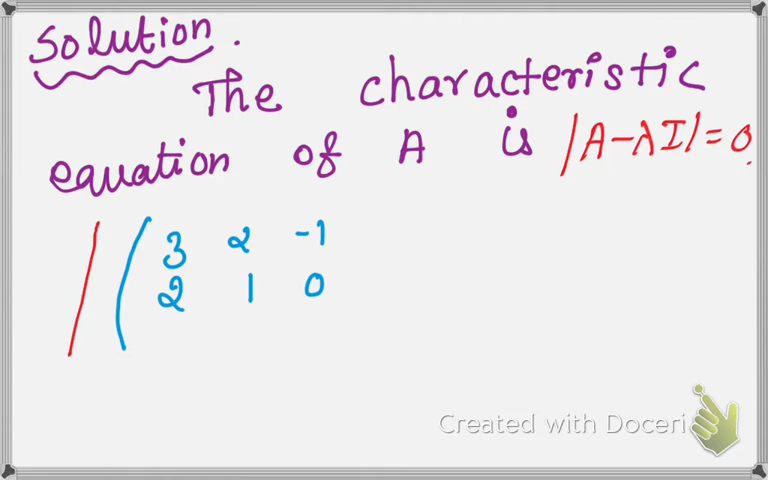 Solution.
The characteristic
equation of A is |A-λI|=0.
|( 3 2 -1
2 1 0
Created with Doceri